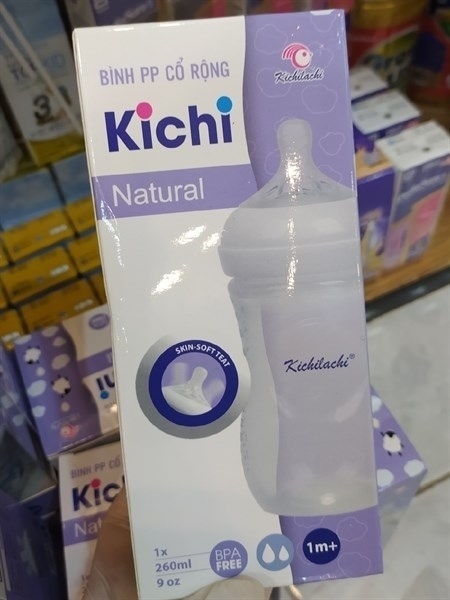 BÌNH PP CỔ RỘNG
Kichilachi
Kichi
Natural
SKIN-SOFT TEAT
Kichilachi®
1x
260ml
9 oz
BPA
FREE
1m+
BÌNH PP CỔ
Kichi
Natu
3